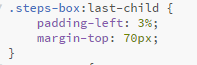 .steps-box:last-child {
    padding-left: 3%;
    margin-top: 70px;
}